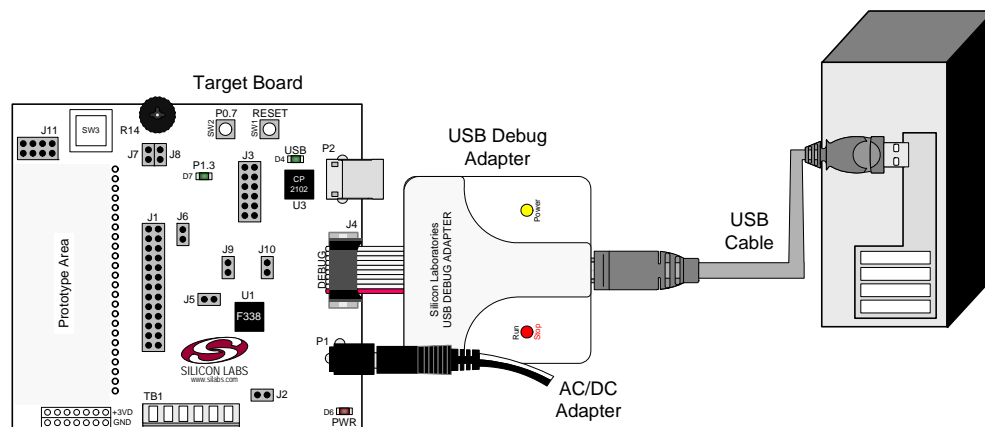 Target Board
J11
SW3
R14
SW2
P0.7
SW1
RESET
J7
J8
D7
P1.3
J3
D4
USB
CP
2102
U3
P2
USB Debug
Adapter
J1
J6
J9
J10
J4
DEBUG
Silicon Laboratories
USB DEBUG ADAPTER
Power
Run
Stop
USB
Cable
Prototype Area
J5
U1
F338
P1
SILICON LABS
www.silabs.com
AC/DC
Adapter
TB1
J2
+3VD
GND
D6
PWR